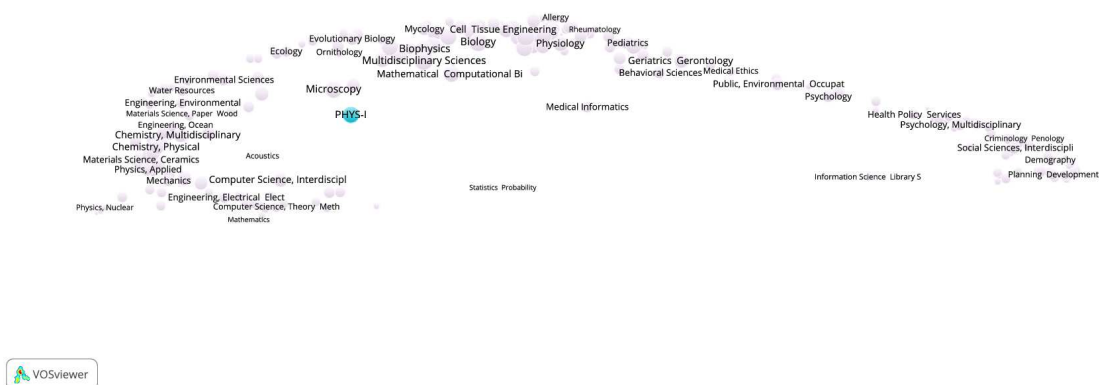 Allergy
Mycology Cell Tissue Engineering Rheumatology
Evolutionary Biology Biology Physiology Pediatrics
Ecology Ornithology Biophysics
Multidisciplinary Sciences Geriatrics Gerontology
Mathematical Computational Bi Behavioral Sciences Medical Ethics
Environmental Sciences Public, Environmental Occupat
Water Resources Microscopy Psychology
Engineering, Environmental Medical Informatics
Materials Science, Paper Wood PHYS-I Health Policy Services
Engineering, Ocean Psychology, Multidisciplinary
Chemistry, Multidisciplinary Criminology Penology
Chemistry, Physical Social Sciences, Interdiscipli
Materials Science, Ceramics Acoustics Demography
Physics, Applied
Mechanics Computer Science, Interdiscipl Information Science Library S Planning Development
Statistics Probability
Engineering, Electrical Elect
Physics, Nuclear Computer Science, Theory Meth
Mathematics
VOSviewer